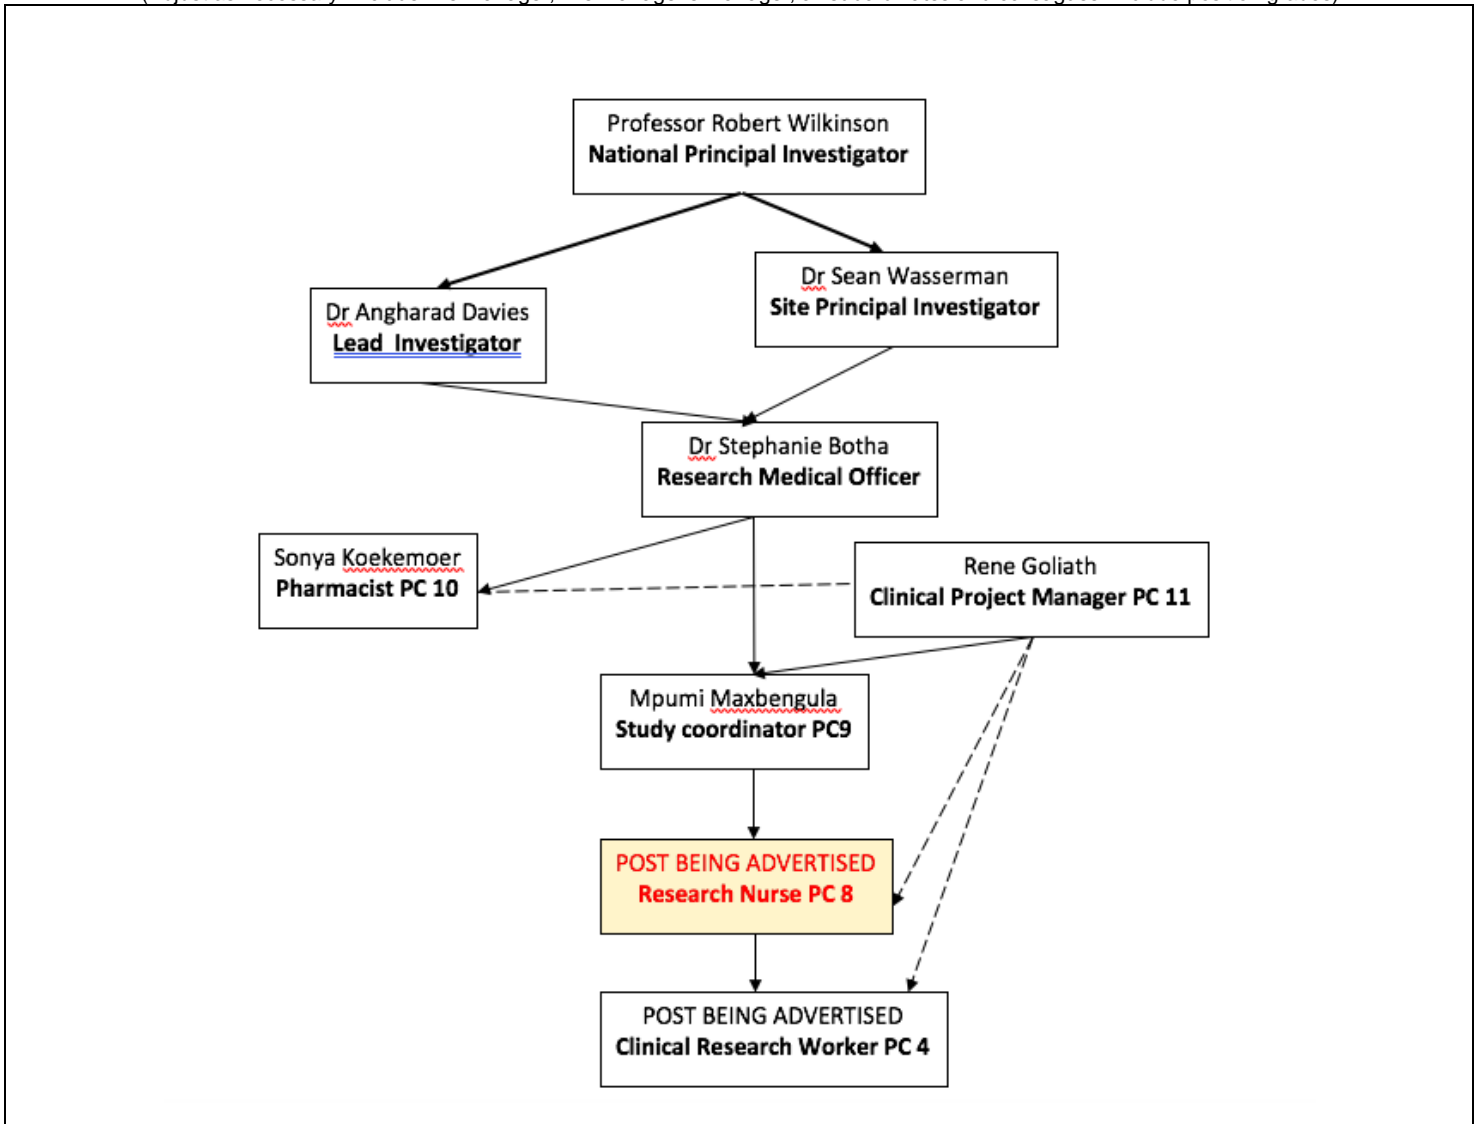 Professor Robert Wilkinson
National Principal Investigator
Dr Sean Wasserman
Site Principal Investigator
Dr Angharad Davies
Lead Investigator
Dr Stephanie Botha
Research Medical Officer
Sonya Koekemoer
Pharmacist PC 10
Rene Goliath
Clinical Project Manager PC 11
Mpumi Maxbengula
Study coordinator PC9
POST BEING ADVERTISED
Research Nurse PC 8
POST BEING ADVERTISED
Clinical Research Worker PC 4